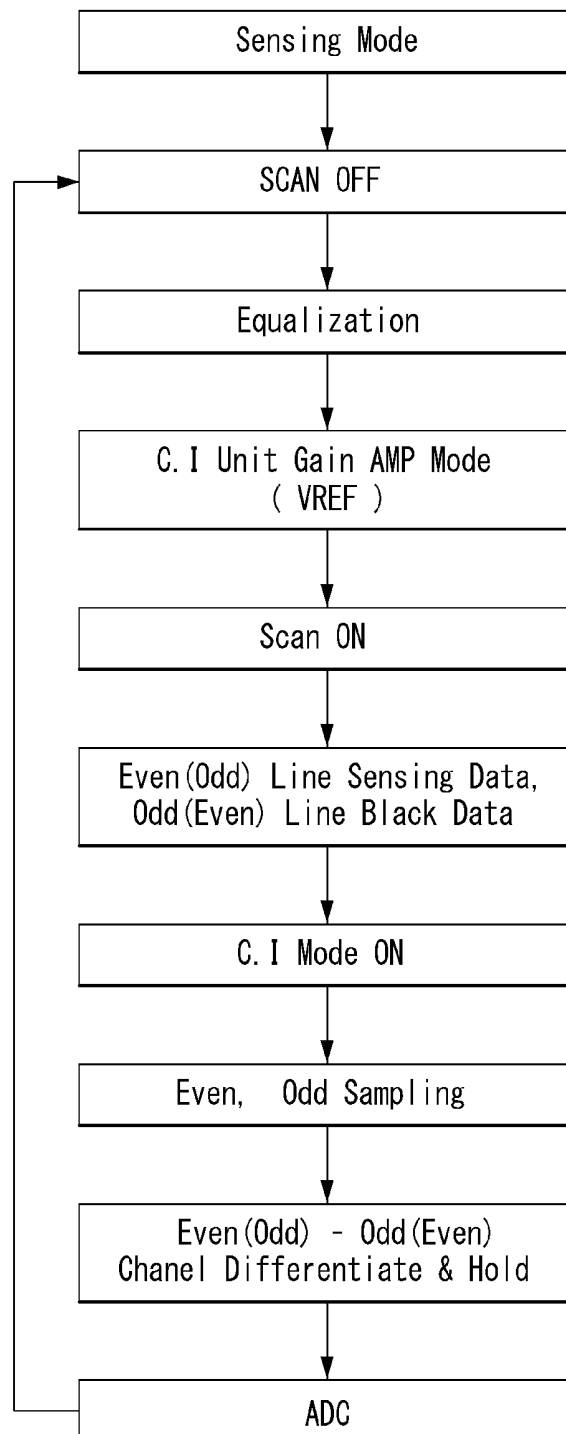 Sensing Mode
SCAN OFF
Equalization
C.I Unit Gain AMP Mode
( VREF )
Scan ON
Even(Odd) Line Sensing Data,
Odd(Even) Line Black Data
C.I Mode ON
Even, Odd Sampling
Even(Odd) - Odd(Even)
Chanel Differentiate & Hold
ADC